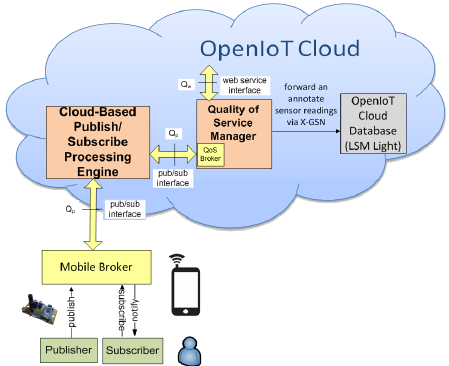 OpenIoT Cloud
Qw
web service
interface
forward an
annotate
sensor readings
via X-GSN
Cloud-Based
Publish/
Subscribe
Processing
Engine
Qp
pub/sub
interface
Quality of
Service
Manager
QoS
Broker
OpenIoT
Cloud
Database
(LSM Light)
Qp
pub/sub
interface
Mobile Broker
publish
subscribe
notify
Publisher
Subscriber